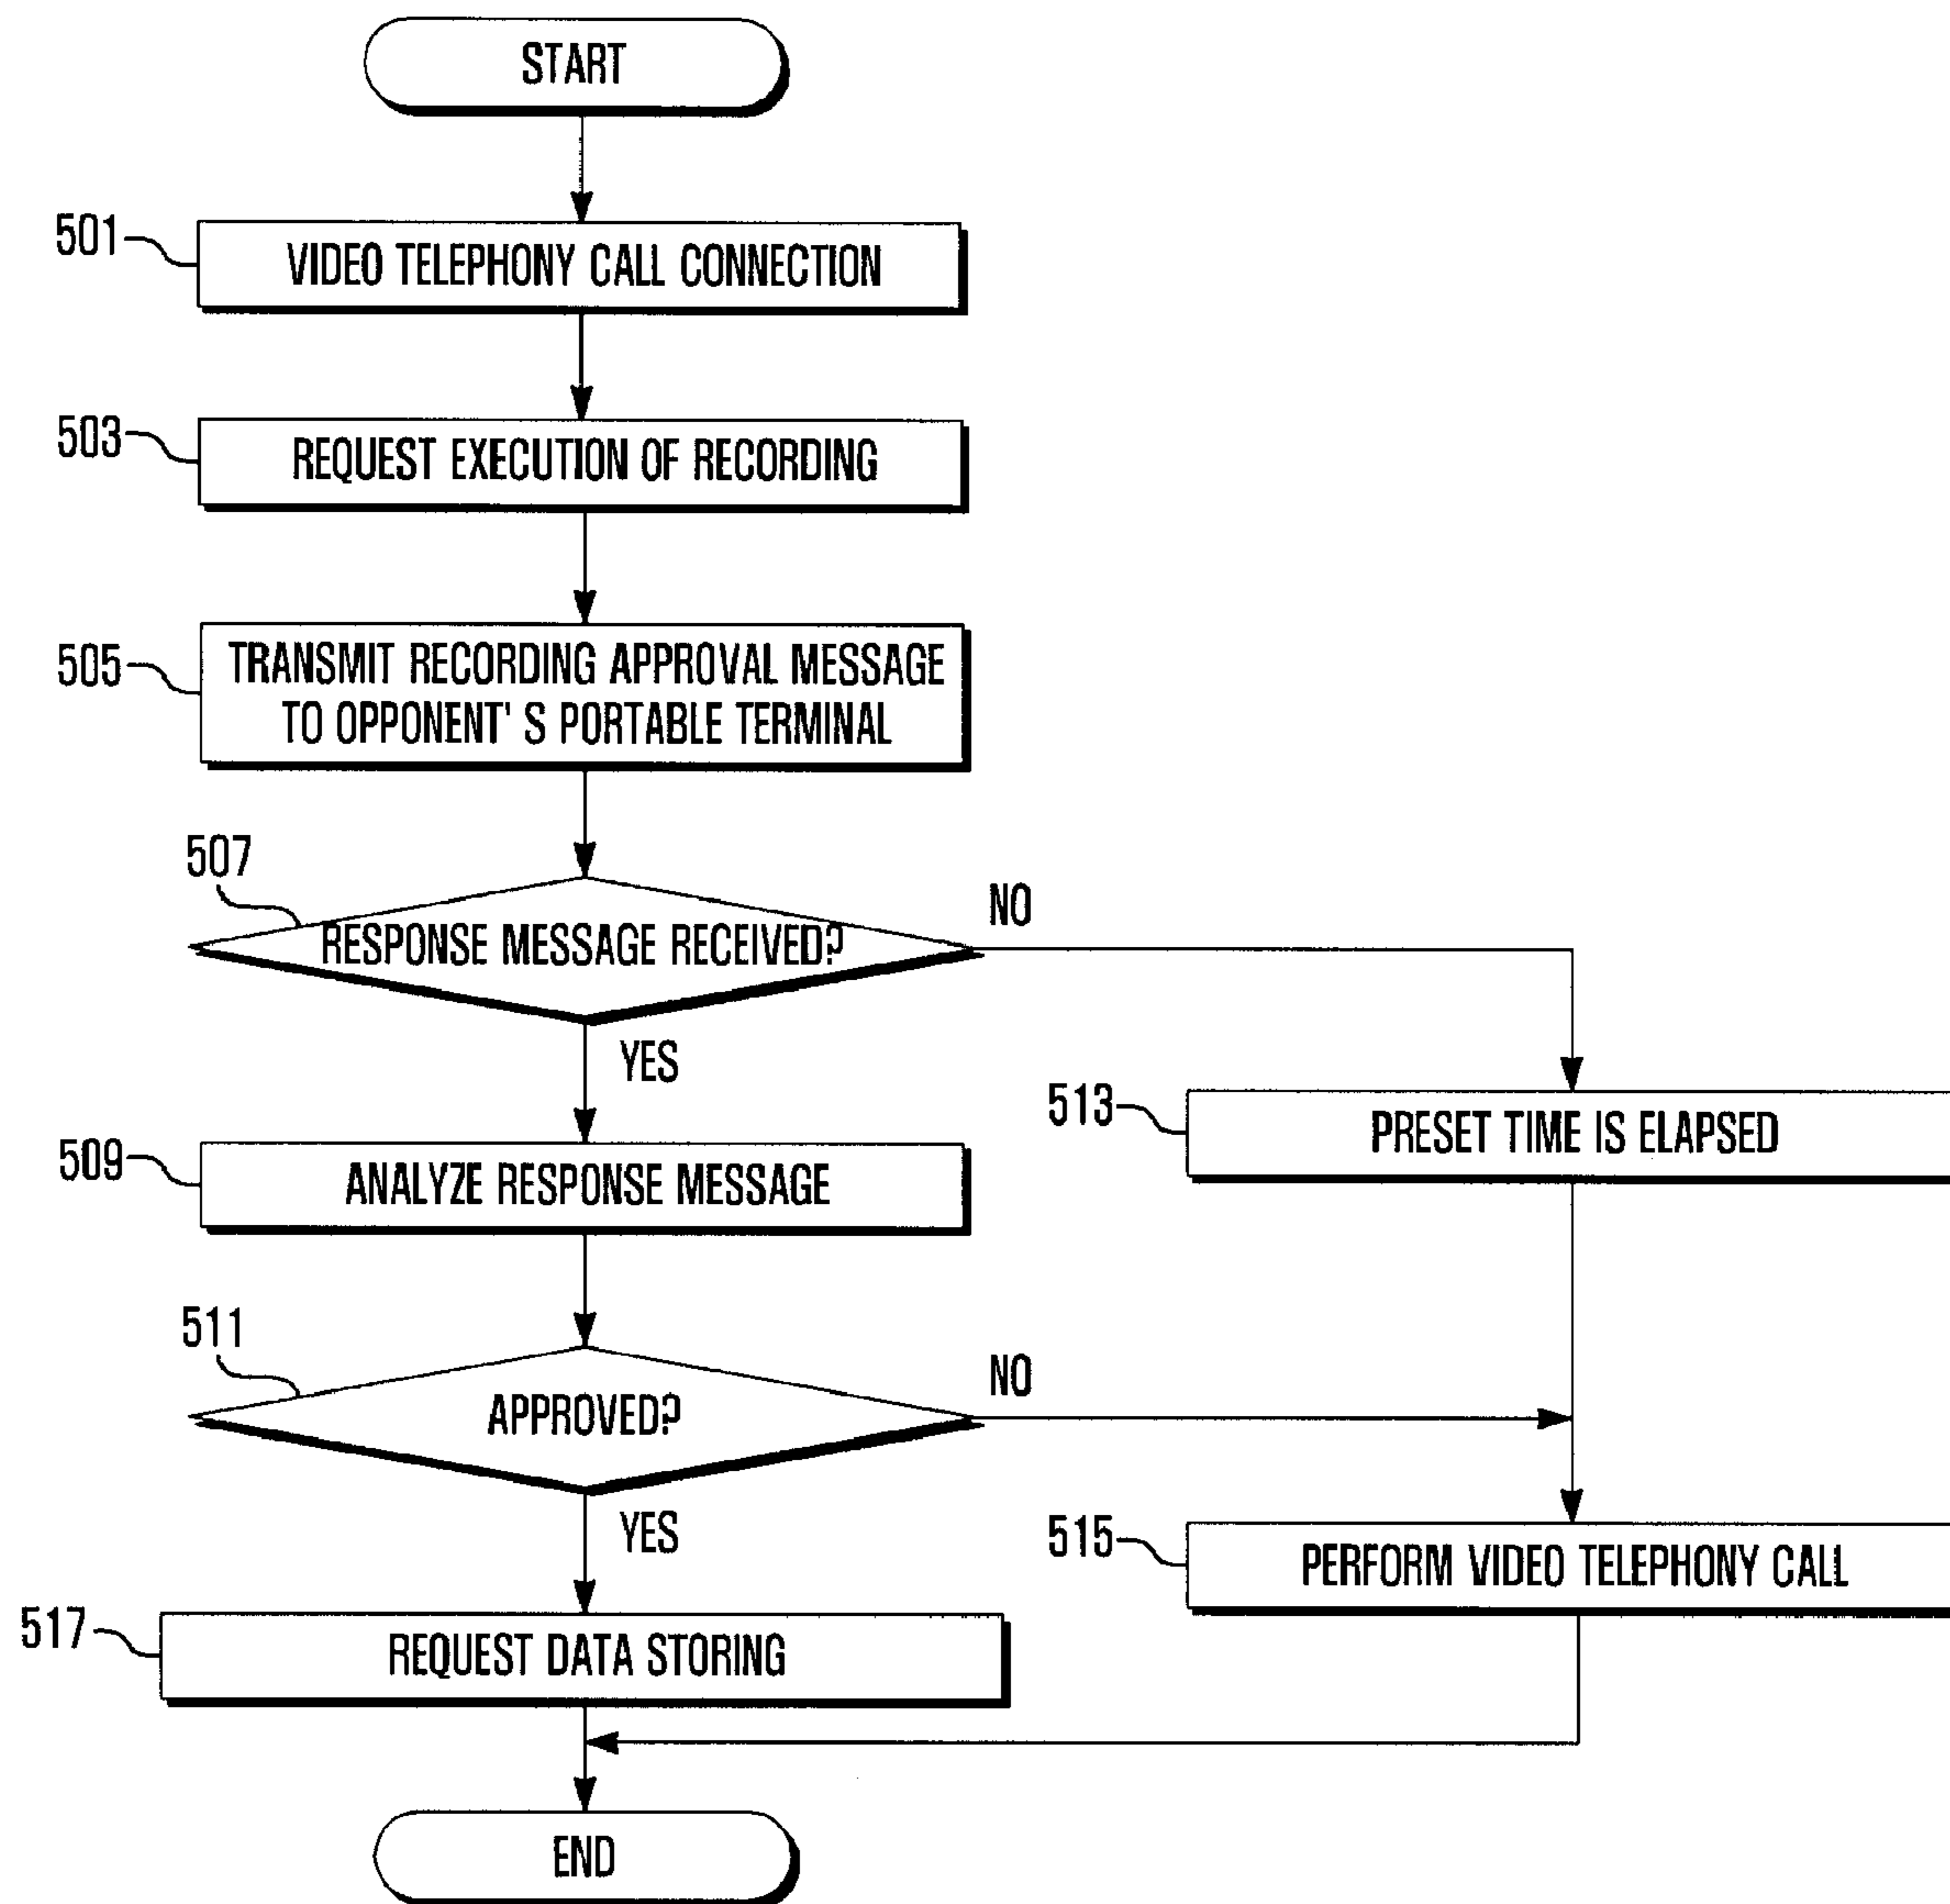 START
501
VIDEO TELEPHONY CALL CONNECTION
503
REQUEST EXECUTION OF RECORDING
505
TRANSMIT RECORDING APPROVAL MESSAGE
TO OPPONENT' S PORTABLE TERMINAL
507
RESPONSE MESSAGE RECEIVED?
NO
YES
513
PRESET TIME IS ELAPSED
509
ANALYZE RESPONSE MESSAGE
511
APPROVED?
NO
YES
515
PERFORM VIDEO TELEPHONY CALL
517
REQUEST DATA STORING
END